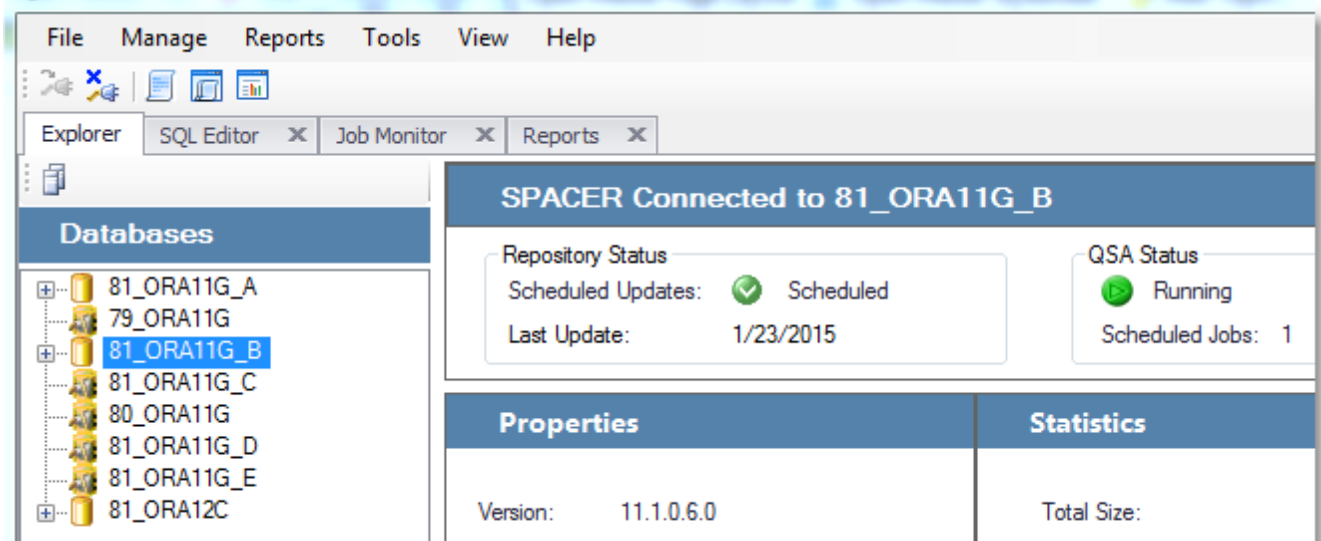 File Manage Reports Tools View Help
Explorer SQL Editor Job Monitor Reports
SPACER Connected to 81_ORA11G_B
Databases
Repository Status
QSA Status
Scheduled Updates: Scheduled
Running
Last Update: 1/23/2015
Scheduled Jobs: 1
81_ORA11G_A
79_ORA11G
81_ORA11G_B
81_ORA11G_C
80_ORA11G
81_ORA11G_D
81_ORA11G_E
81_ORA12C
Properties
Statistics
Version: 11.1.0.6.0
Total Size: